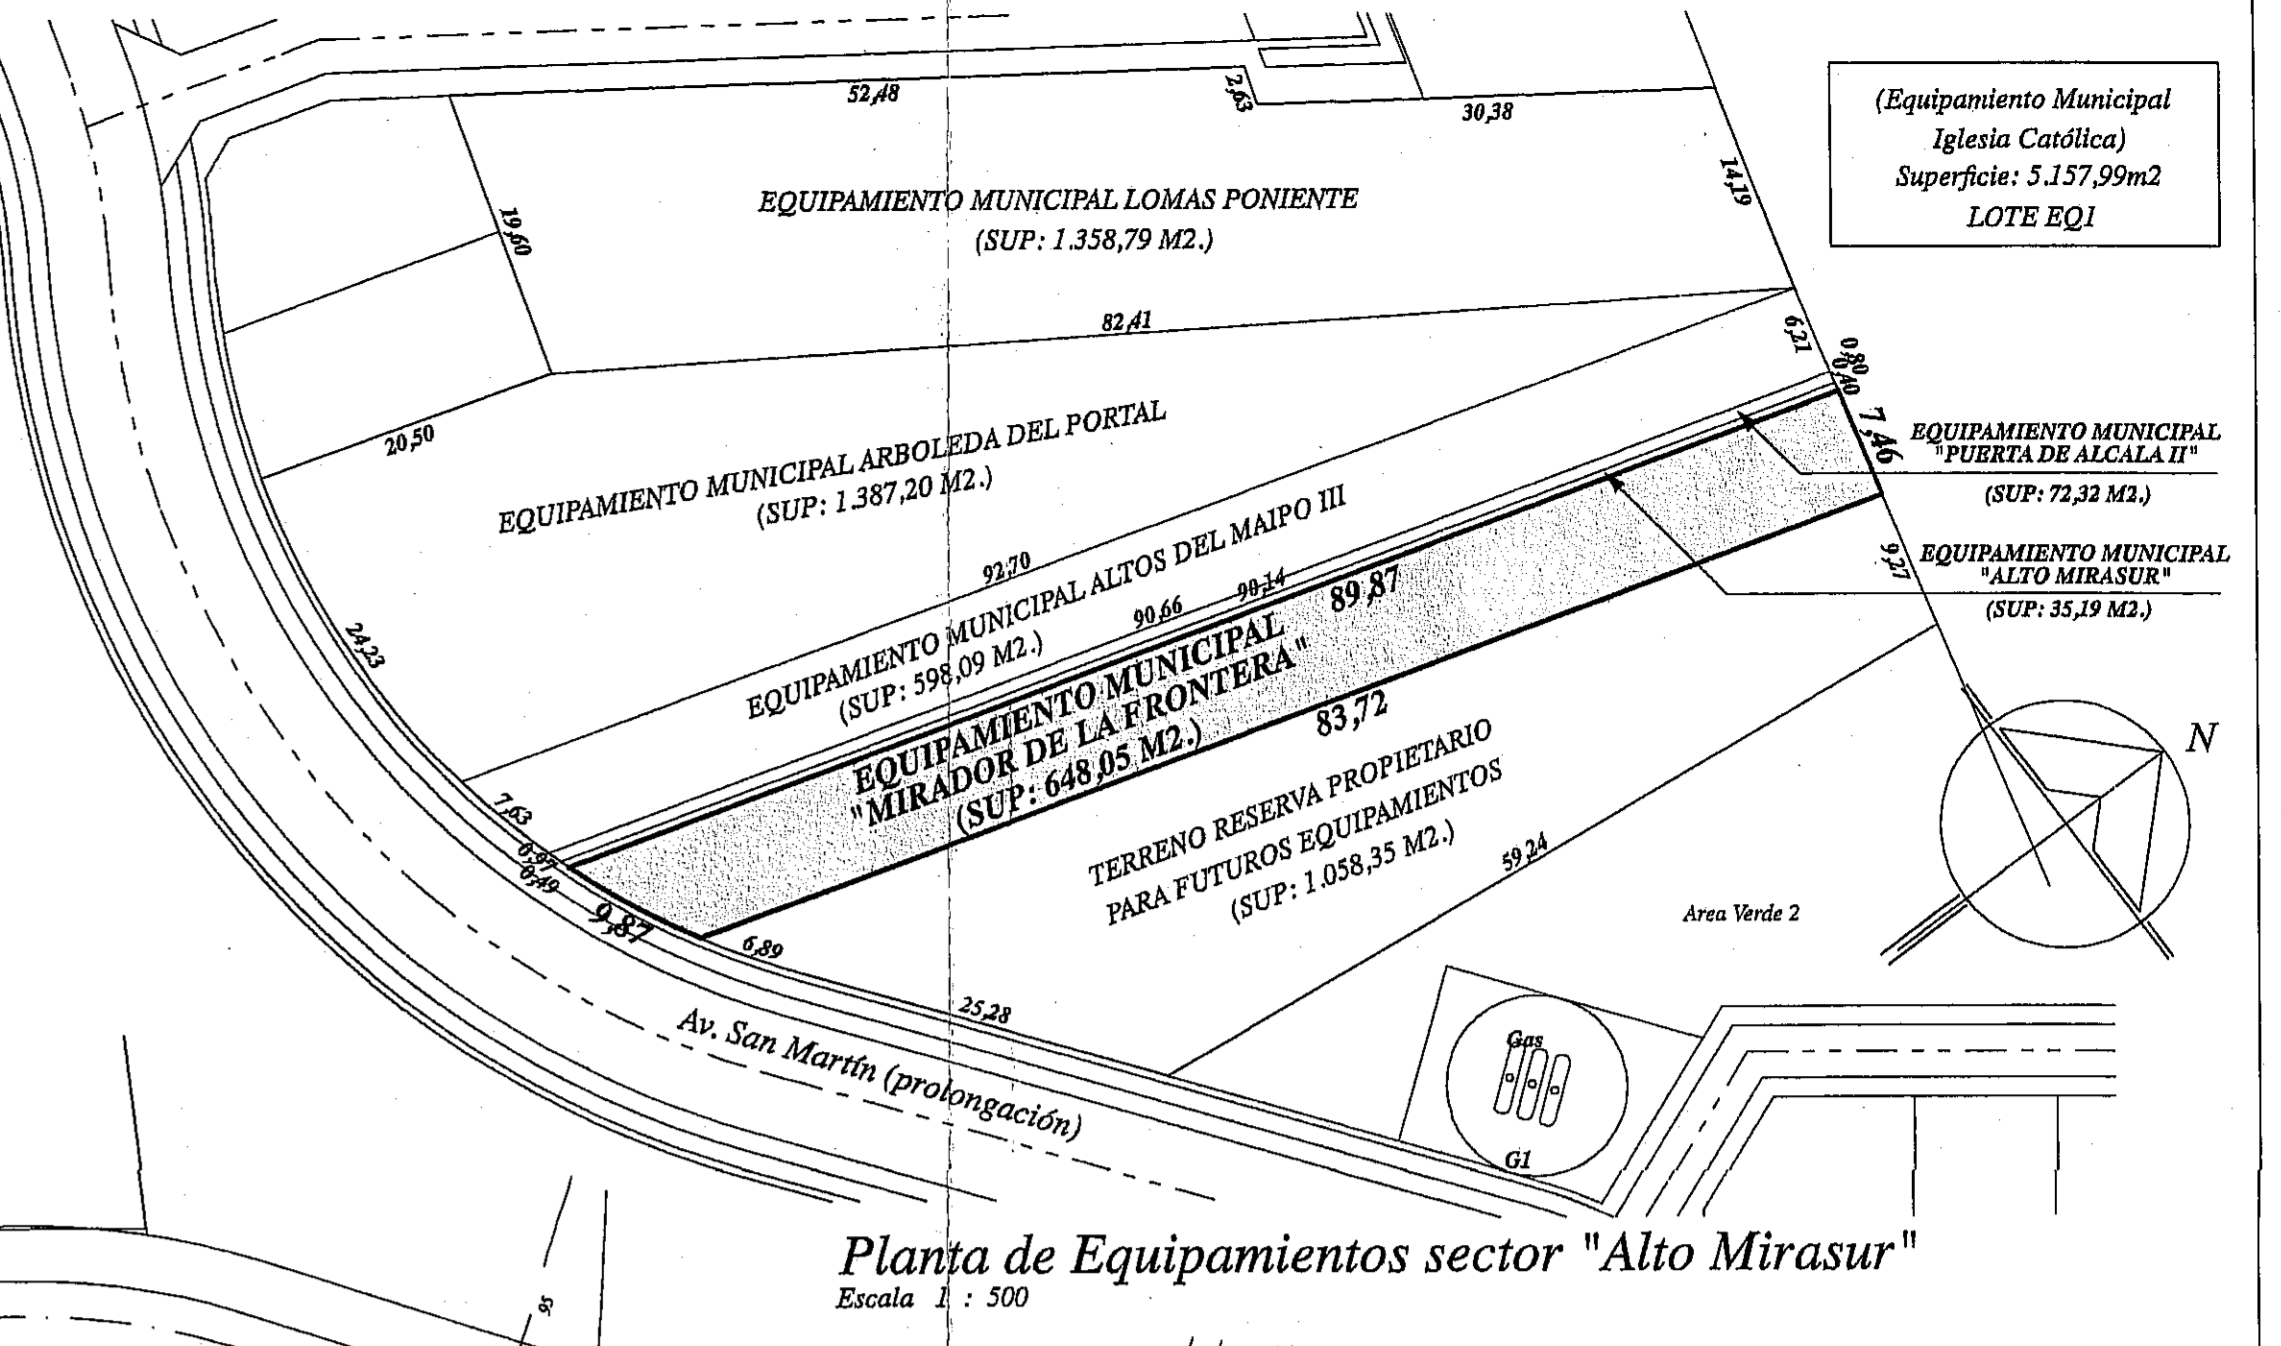 52,48
2,63
30,38
(Equipamiento Municipal
Iglesia Católica)
Superficie: 5.157,99m2
LOTE EQ1
14,19
19,60
EQUIPAMIENTO MUNICIPAL LOMAS PONIENTE
(SUP: 1.358,79 M2.)
82,41
6,21
0,80
0,40
7,46
20,50
EQUIPAMIENTO MUNICIPAL ARBOLEDA DEL PORTAL
(SUP: 1.387,20 M2.)
EQUIPAMIENTO MUNICIPAL
"PUERTA DE ALCALA II"
(SUP: 72,32 M2.)
EQUIPAMIENTO MUNICIPAL
"ALTO MIRASUR"
(SUP: 35,19 M2.)
9,27
92,70
EQUIPAMIENTO MUNICIPAL ALTOS DEL MAIPO III
(SUP: 598,09 M2.)
90,66
90,14
89,87
24,23
EQUIPAMIENTO MUNICIPAL
"MIRADOR DE LA FRONTERA"
(SUP: 648,05 M2.)
83,72
7,63
0,97
0,49
9,87
6,89
25,28
TERRENO RESERVA PROPIETARIO
PARA FUTUROS EQUIPAMIENTOS
(SUP: 1.058,35 M2.)
59,24
N
Area Verde 2
Av. San Martín (prolongación)
Gas
G1
Planta de Equipamientos sector "Alto Mirasur"
Escala 1 : 500
95